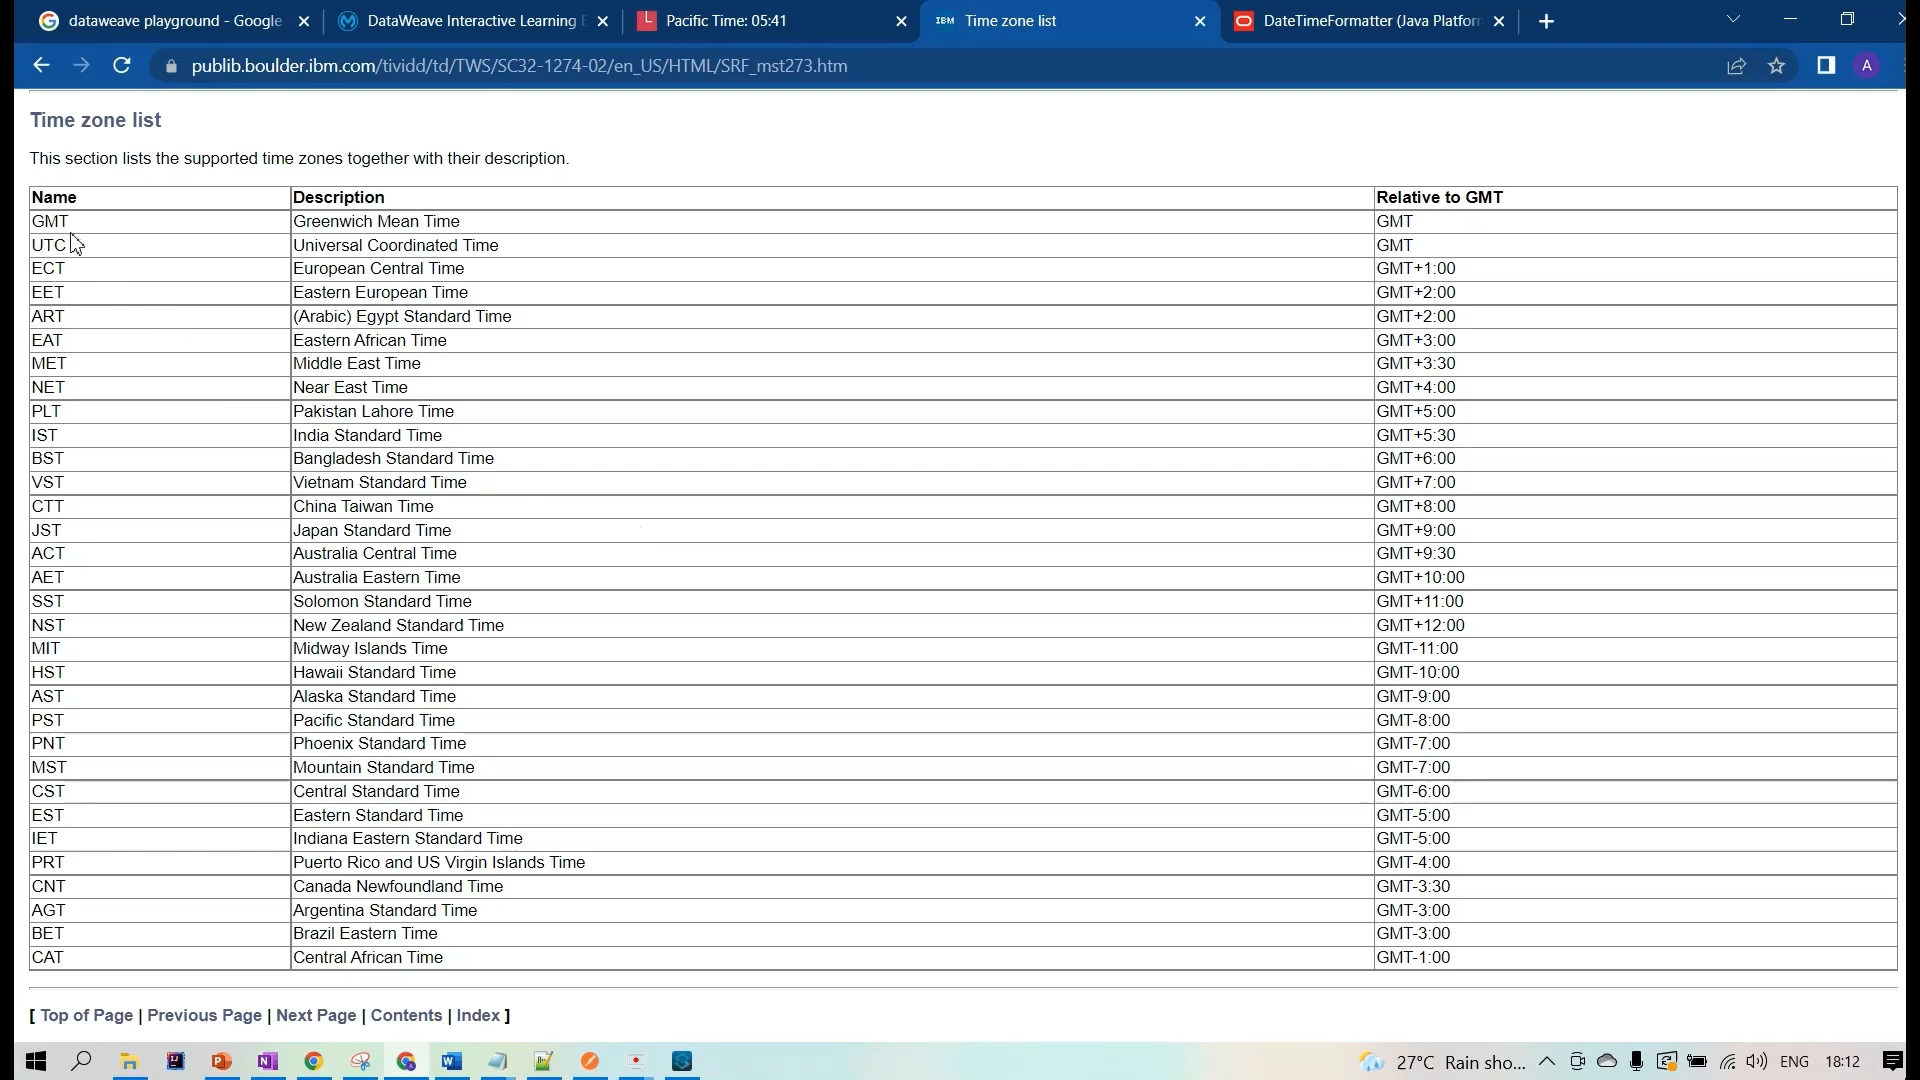 dataweave playground - Google
DataWeave Interactive Learning E
Pacific Time: 05:41
IBM Time zone list
DateTimeFormatter (Java Platfor
publib.boulder.ibm.com/tividd/td/TWS/SC32-1274-02/en_US/HTML/SRF_mst273.htm
A
Time zone list
This section lists the supported time zones together with their description.
Name Description Relative to GMT
GMT Greenwich Mean Time GMT
UTC Universal Coordinated Time GMT
ECT European Central Time GMT+1:00
EET Eastern European Time GMT+2:00
ART (Arabic) Egypt Standard Time GMT+2:00
EAT Eastern African Time GMT+3:00
MET Middle East Time GMT+3:30
NET Near East Time GMT+4:00
PLT Pakistan Lahore Time GMT+5:00
IST India Standard Time GMT+5:30
BST Bangladesh Standard Time GMT+6:00
VST Vietnam Standard Time GMT+7:00
CTT China Taiwan Time GMT+8:00
JST Japan Standard Time GMT+9:00
ACT Australia Central Time GMT+9:30
AET Australia Eastern Time GMT+10:00
SST Solomon Standard Time GMT+11:00
NST New Zealand Standard Time GMT+12:00
MIT Midway Islands Time GMT-11:00
HST Hawaii Standard Time GMT-10:00
AST Alaska Standard Time GMT-9:00
PST Pacific Standard Time GMT-8:00
PNT Phoenix Standard Time GMT-7:00
MST Mountain Standard Time GMT-7:00
CST Central Standard Time GMT-6:00
EST Eastern Standard Time GMT-5:00
IET Indiana Eastern Standard Time GMT-5:00
PRT Puerto Rico and US Virgin Islands Time GMT-4:00
CNT Canada Newfoundland Time GMT-3:30
AGT Argentina Standard Time GMT-3:00
BET Brazil Eastern Time GMT-3:00
CAT Central African Time GMT-1:00
[ Top of Page | Previous Page | Next Page | Contents | Index ]
27°C Rain sho... ENG 18:12